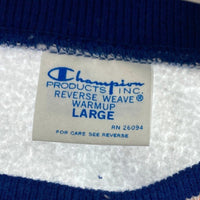 Champion
PRODUCTS INC.
REVERSE WEAVE®
WARMUP
LARGE
RN 26094
FOR CARE SEE REVERSE